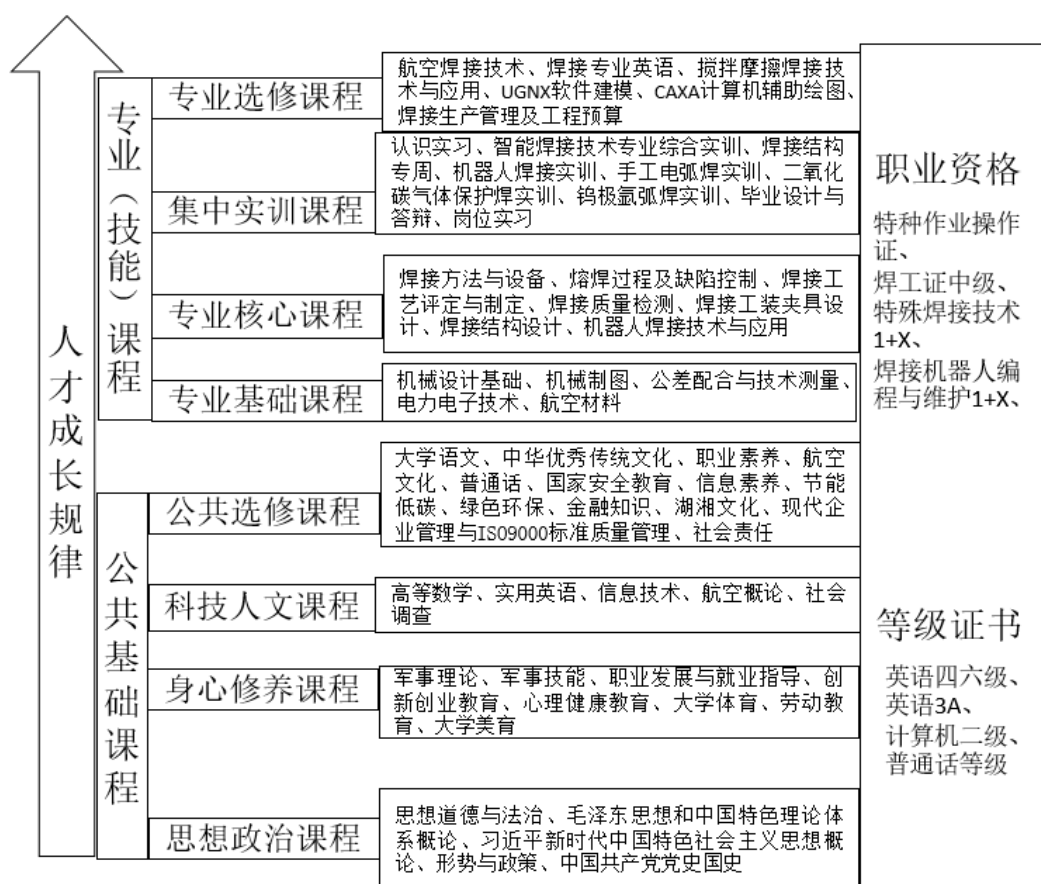 人才成长规律
专业（技能）课程
专业选修课程
航空焊接技术、焊接专业英语、搅拌摩擦焊接技
术与应用、UGNX软件建模、CAXA计算机辅助绘图、
焊接生产管理及工程预算
集中实训课程
认识实习、智能焊接技术专业综合实训、焊接结构
专周、机器人焊接实训、手工电弧焊实训、二氧化
碳气体保护焊实训、钨极氩弧焊实训、毕业设计与
答辩、岗位实习
专业核心课程
焊接方法与设备、熔焊过程及缺陷控制、焊接工
艺评定与制定、焊接质量检测、焊接工装夹具设
计、焊接结构设计、机器人焊接技术与应用
专业基础课程
机械设计基础、机械制图、公差配合与技术测量、
电力电子技术、航空材料
公共基础课程
公共选修课程
大学语文、中华优秀传统文化、职业素养、航空
文化、普通话、国家安全教育、信息素养、节能
低碳、绿色环保、金融知识、湖湘文化、现代企
业管理与ISO9000标准质量管理、社会责任
科技人文课程
高等数学、实用英语、信息技术、航空概论、社会
调查
身心修养课程
军事理论、军事技能、职业发展与就业指导、创
新创业教育、心理健康教育、大学体育、劳动教
育、大学美育
思想政治课程
思想道德与法治、毛泽东思想和中国特色理论体
系概论、习近平新时代中国特色社会主义思想概
论、形势与政策、中国共产党党史国史
职业资格
特种作业操作
证、
焊工证中级、
特殊焊接技术
1+X、
焊接机器人编
程与维护1+X、
等级证书
英语四六级、
英语3A、
计算机二级、
普通话等级